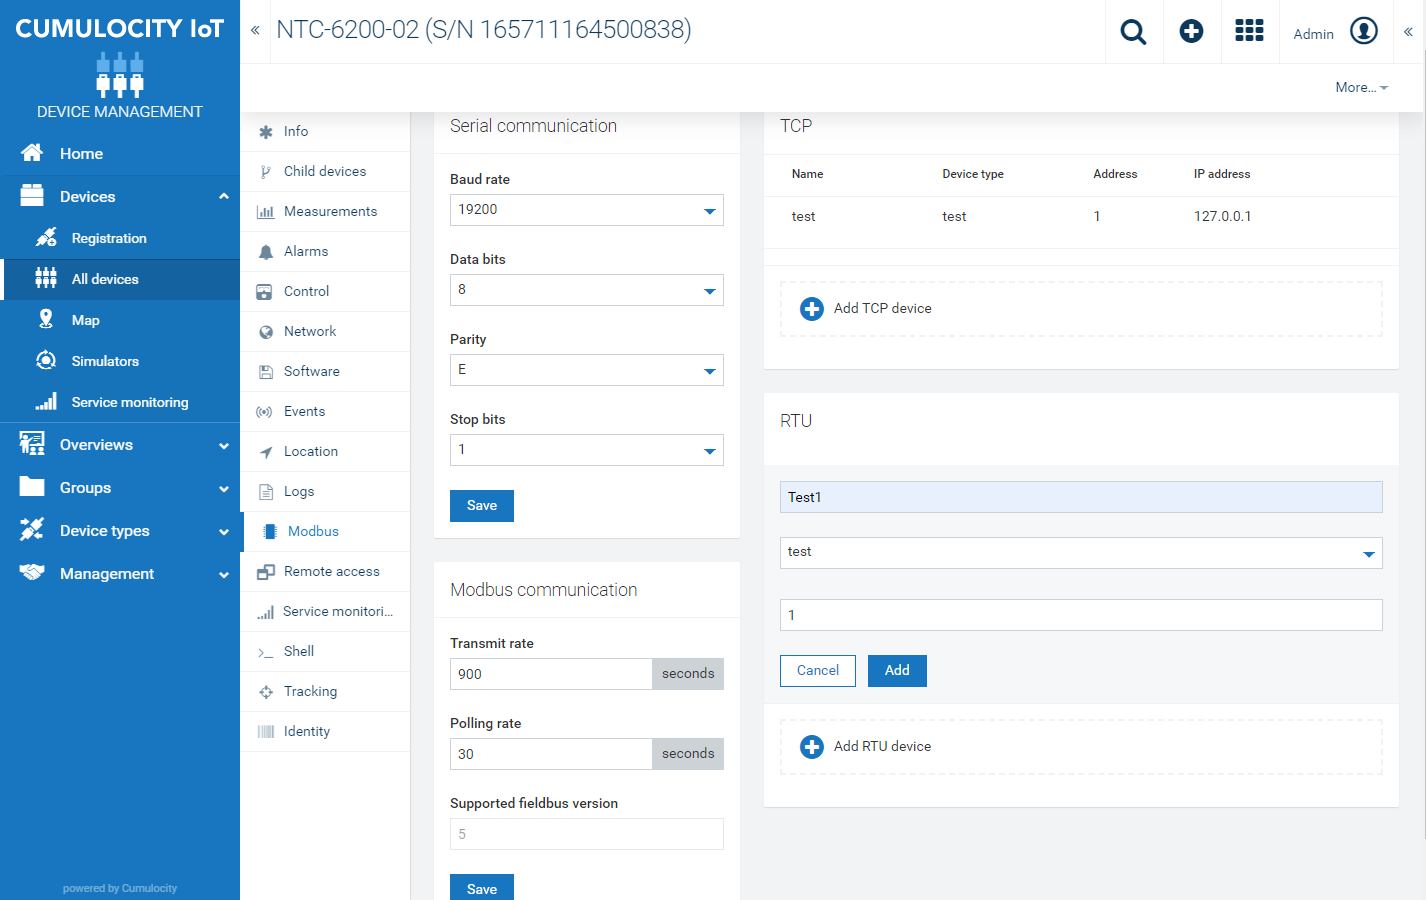 CUMULOCITY IoT
DEVICE MANAGEMENT
Home
Devices
Registration
All devices
Map
Simulators
Service monitoring
Overviews
Groups
Device types
Management
powered by Cumulocity
NTC-6200-02 (S/N 165711164500838)
Admin
More...
Info
Child devices
Measurements
Alarms
Control
Network
Software
Events
Location
Logs
Modbus
Remote access
Service monitori...
Shell
Tracking
Identity
Serial communication
Baud rate
19200
Data bits
8
Parity
E
Stop bits
1
Save
Modbus communication
Transmit rate
900 seconds
Polling rate
30 seconds
Supported fieldbus version
5
Save
TCP
Name Device type Address IP address
test test 1 127.0.0.1
Add TCP device
RTU
Test1
test
1
Cancel Add
Add RTU device